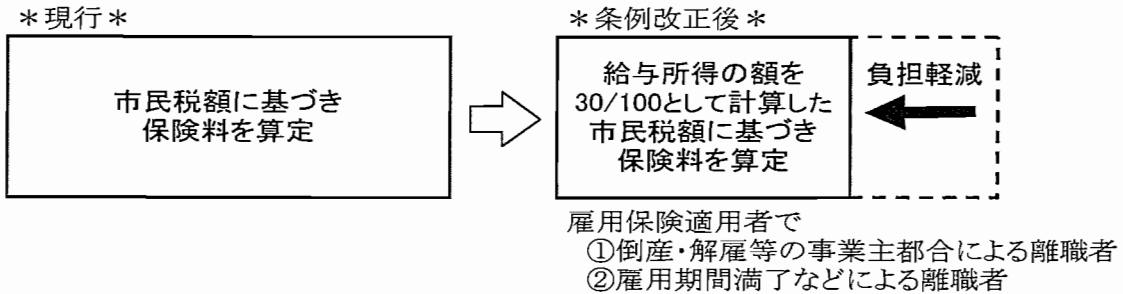 ＊現行＊
市民税額に基づき
保険料を算定
＊条例改正後＊
給与所得の額を
30/100として計算した
市民税額に基づき
保険料を算定
負担軽減
雇用保険適用者で
①倒産・解雇等の事業主都合による離職者
②雇用期間満了などによる離職者